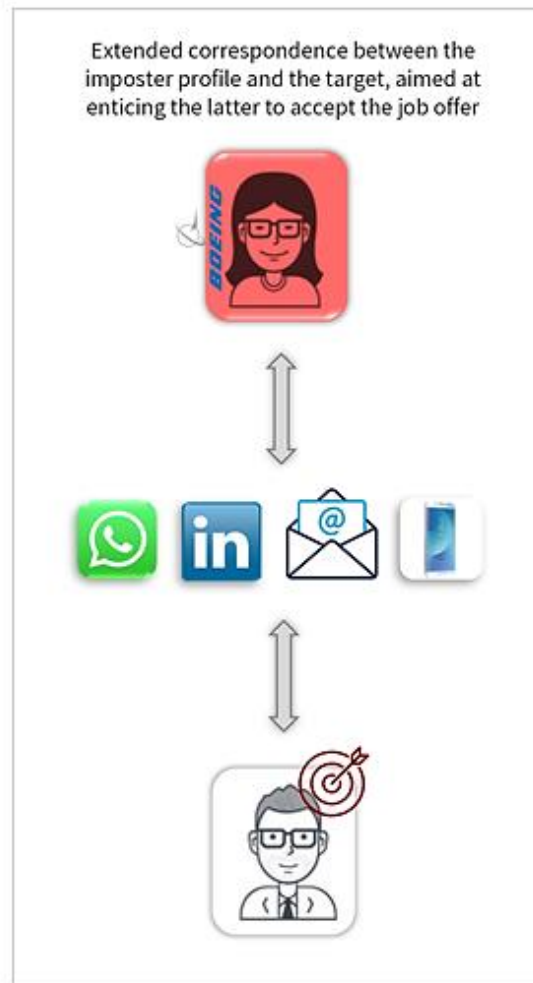 Extended correspondence between the
imposter profile and the target, aimed at
enticing the latter to accept the job offer
BOEING
in
@